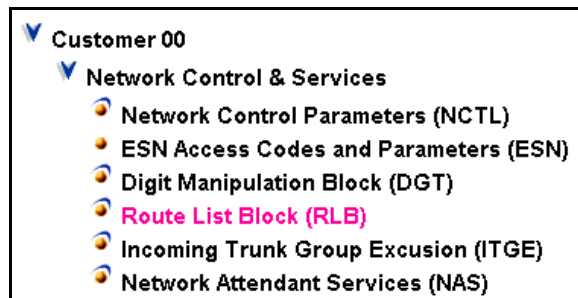 Customer 00
Network Control & Services
Network Control Parameters (NCTL)
ESN Access Codes and Parameters (ESN)
Digit Manipulation Block (DGT)
Route List Block (RLB)
Incoming Trunk Group Excusion (ITGE)
Network Attendant Services (NAS)